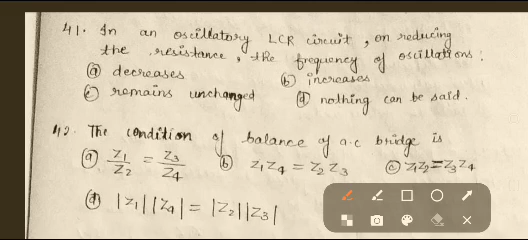 41. In an oscillatory LCR circuit, on reducing
the resistance, the frequency of oscillations:
(a) decreases (b) increases
(c) remains unchanged (d) nothing can be said.
42. The condition of balance of a.c bridge is
(a) Z₁/Z₂ = Z₃/Z₄ (b) Z₁Z₄ = Z₂Z₃ (c) Z₁Z₂=Z₃Z₄
(d) |Z₁||Z₄| = |Z₂||Z₃|